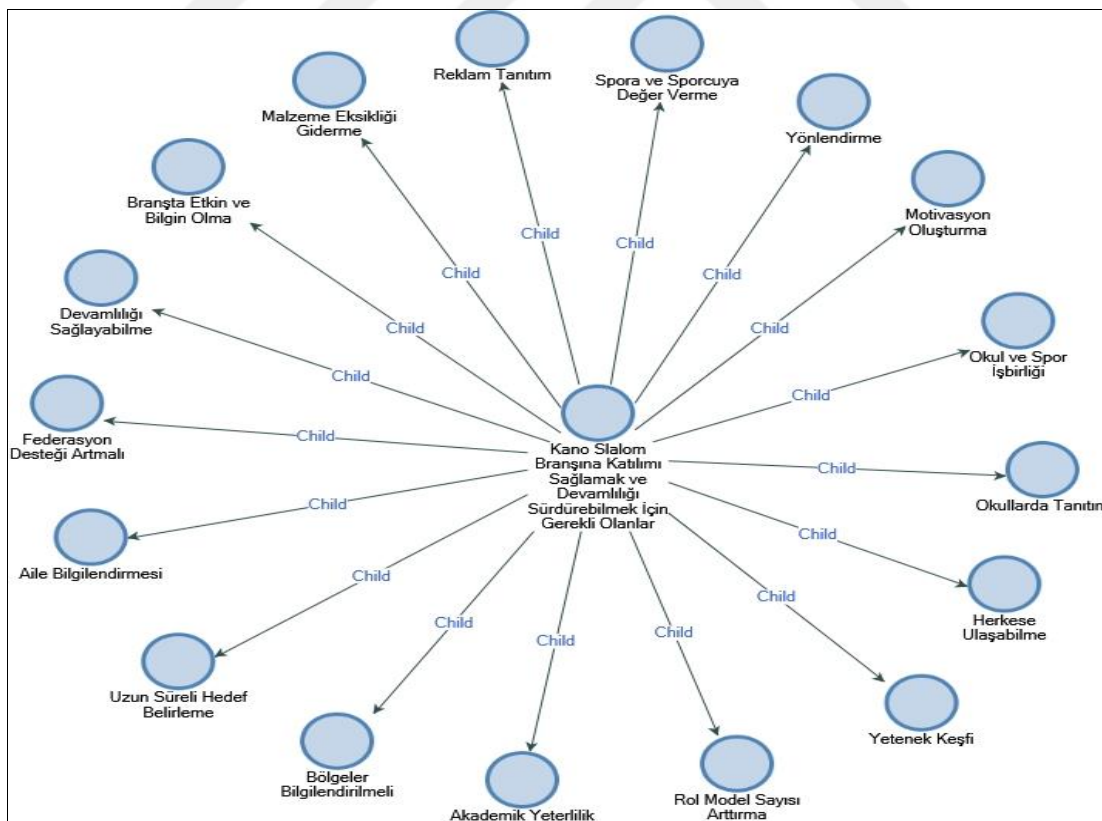 Reklam Tanıtım
Spora ve Sporcuya
Değer Verme
Malzeme Eksikliği
Giderme
Yönlendirme
Branşta Etkin ve
Bilgin Olma
Motivasyon
Oluşturma
Child
Child
Child
Child
Child
Child
Devamlılığı
Sağlayabilme
Okul ve Spor
İşbirliği
Child
Child
Federasyon
Desteği Artmalı
Child
Kano Slalom
Branşına Katılımı
Sağlamak ve
Devamlılığı
Sürdürebilmek İçin
Gerekli Olanlar
Child
Okullarda Tanıtım
Child
Child
Aile Bilgilendirmesi
Herkese
Ulaşabilme
Child
Child
Child
Child
Child
Uzun Süreli Hedef
Belirleme
Yetenek Keşfi
Bölgeler
Bilgilendirilmeli
Akademik Yeterlilik
Rol Model Sayısı
Arttırma